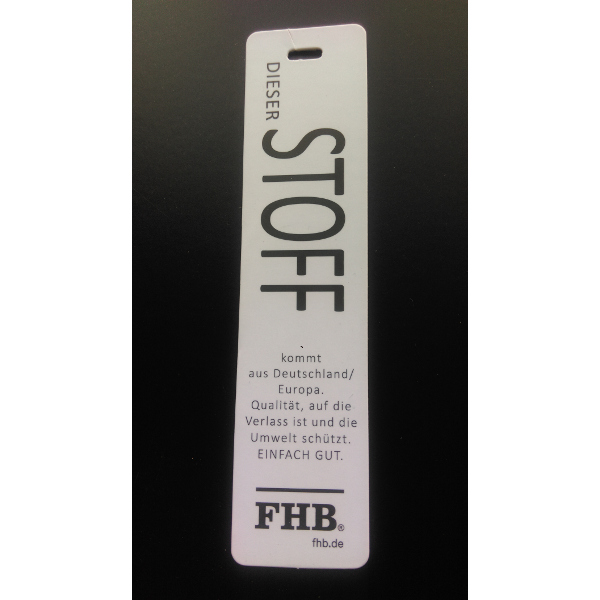 DIESER
STOFF
kommt
aus Deutschland/
Europa.
Qualität, auf die
Verlass ist und die
Umwelt schützt.
EINFACH GUT.
FHB®
fhb.de